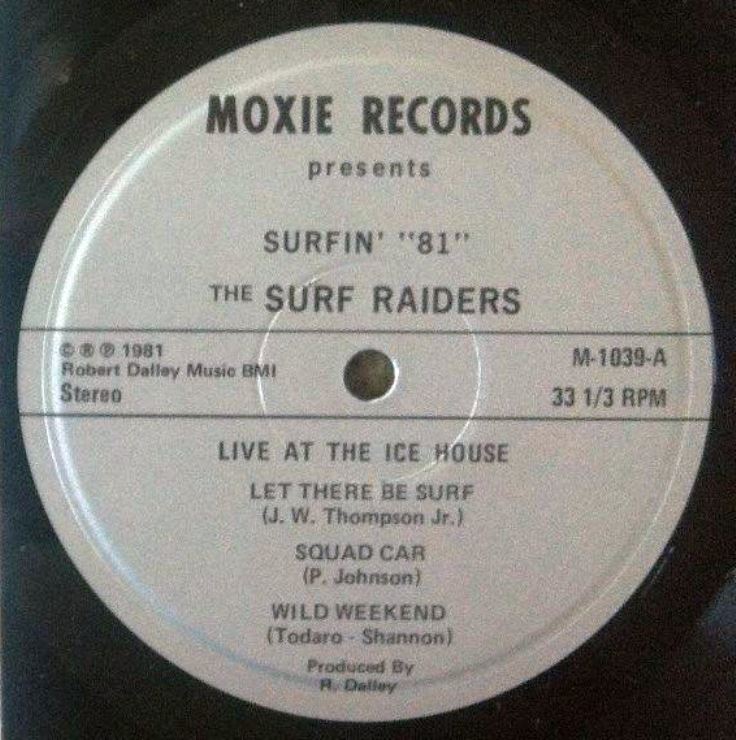 MOXIE RECORDS
presents
SURFIN' "81"
THE SURF RAIDERS
© ® ℗ 1981
Robert Dalley Music BMI
Stereo
M-1039-A
33 1/3 RPM
LIVE AT THE ICE HOUSE
LET THERE BE SURF
(J. W. Thompson Jr.)
SQUAD CAR
(P. Johnson)
WILD WEEKEND
(Todaro - Shannon)
Produced By
R. Dalley